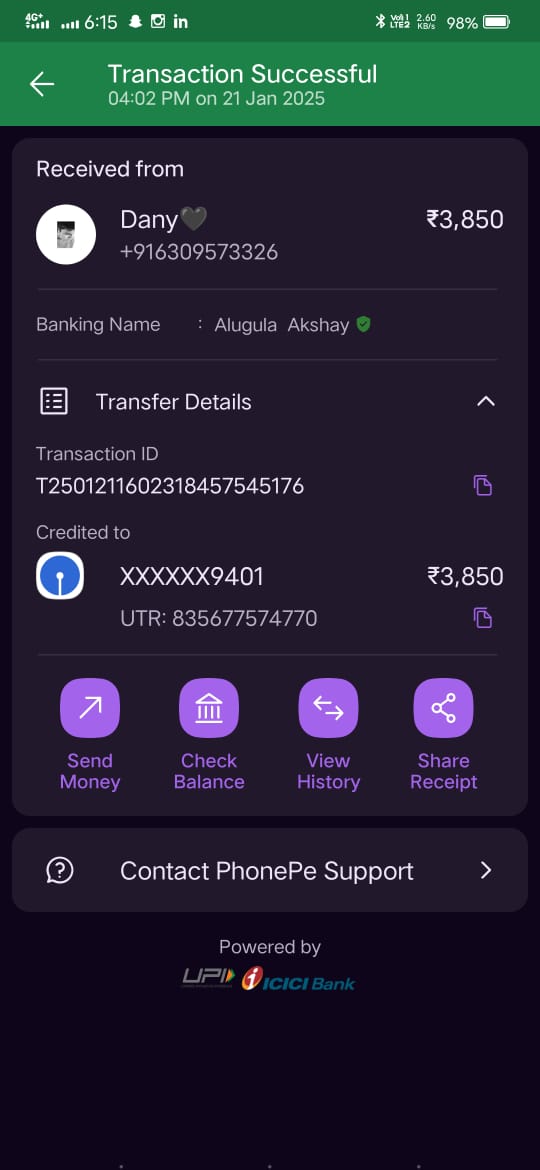 4G+ 6:15 Vo1 LTE2 2.60 KB/s 98%
Transaction Successful
04:02 PM on 21 Jan 2025
Received from
Dany🖤 ₹3,850
+916309573326
Banking Name : Alugula Akshay
Transfer Details
Transaction ID
T2501211602318457545176
Credited to
XXXXXX9401 ₹3,850
UTR: 835677574770
Send Money
Check Balance
View History
Share Receipt
Contact PhonePe Support
Powered by
UPI ICICI Bank